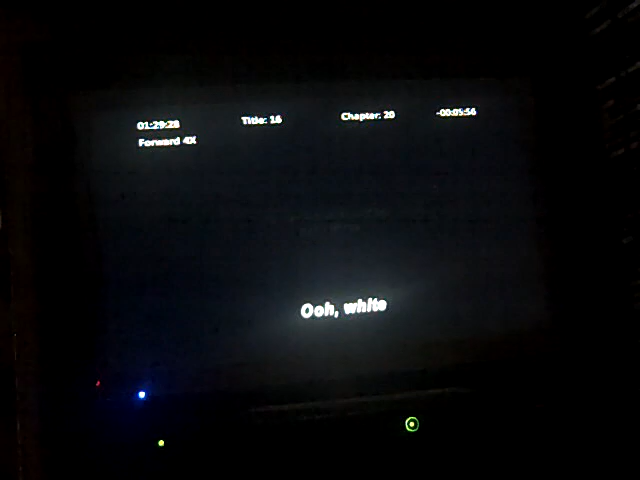 01:29:28 Title: 16 Chapter: 20 -00:05:56
Forward 4X
Ooh, white